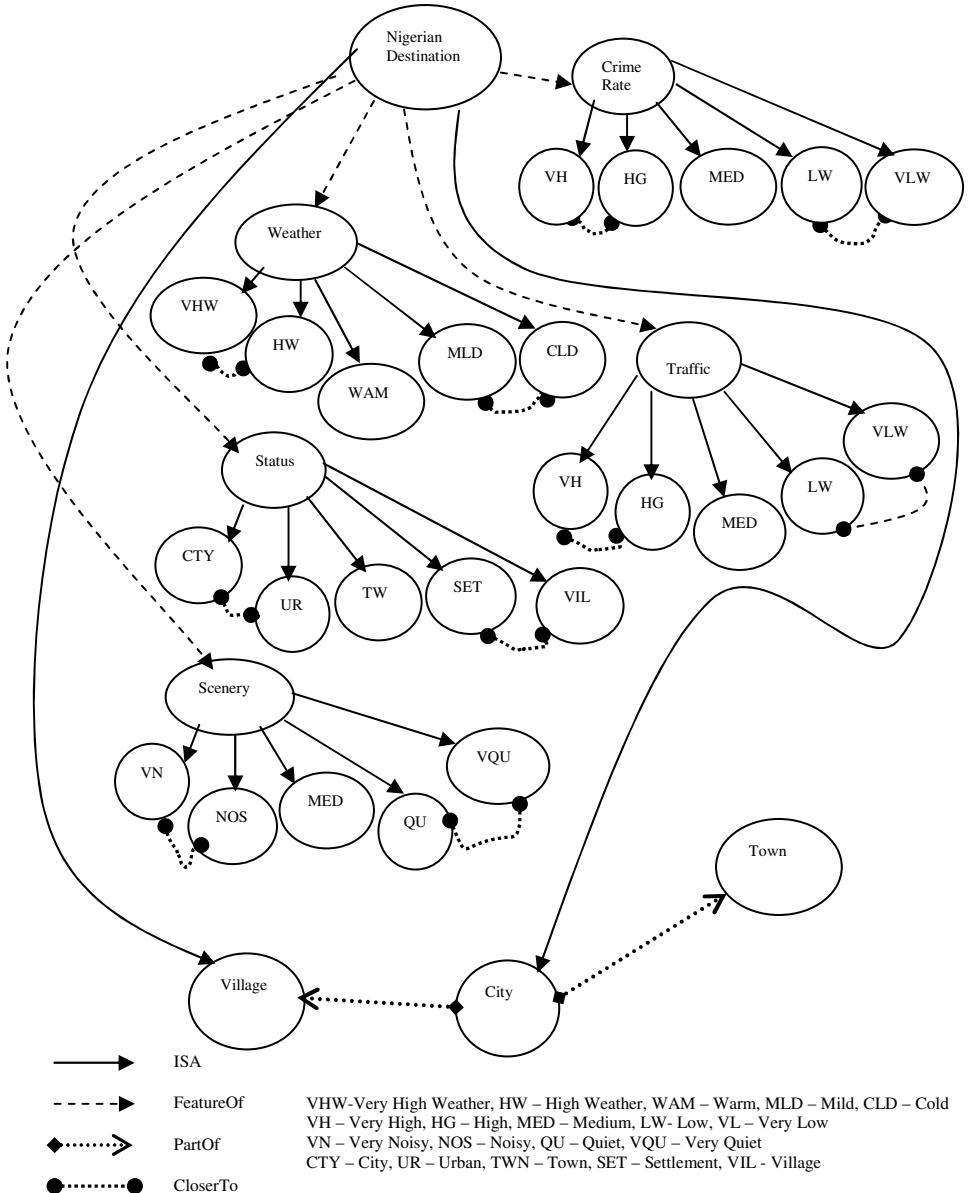 Nigerian
Destination
Crime
Rate
VH
HG
MED
LW
VLW
Weather
VHW
HW
WAM
MLD
CLD
Traffic
VH
HG
MED
LW
VLW
Status
CTY
UR
TW
SET
VIL
Scenery
VN
NOS
MED
QU
VQU
Town
Village
City
ISA
FeatureOf
PartOf
CloserTo
VHW-Very High Weather, HW – High Weather, WAM – Warm, MLD – Mild, CLD – Cold
VH – Very High, HG – High, MED – Medium, LW- Low, VL – Very Low
VN – Very Noisy, NOS – Noisy, QU – Quiet, VQU – Very Quiet
CTY – City, UR – Urban, TWN – Town, SET – Settlement, VIL - Village